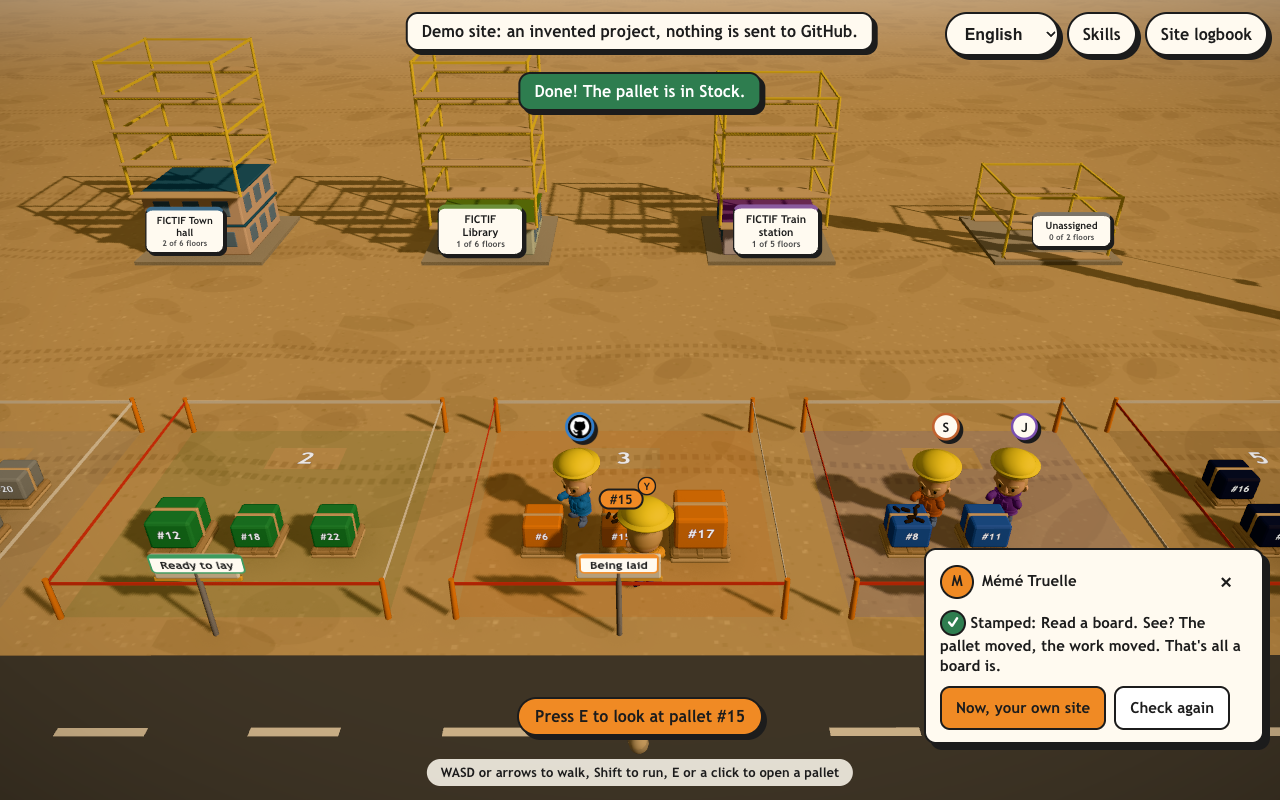 Demo site: an invented project, nothing is sent to GitHub.
English
Skills
Site logbook
Done! The pallet is in Stock.
FICTIF Town
hall
2 of 6 floors
FICTIF
Library
1 of 6 floors
FICTIF Train
station
1 of 5 floors
Unassigned
0 of 2 floors
2
3
5
S
J
Y
#15
20
#12
#18
#22
#6
#15
#17
#8
#11
#16
Ready to lay
Being laid
M
Mémé Truelle
×
Stamped: Read a board. See? The
pallet moved, the work moved. That's all a
board is.
Now, your own site
Check again
Press E to look at pallet #15
WASD or arrows to walk, Shift to run, E or a click to open a pallet